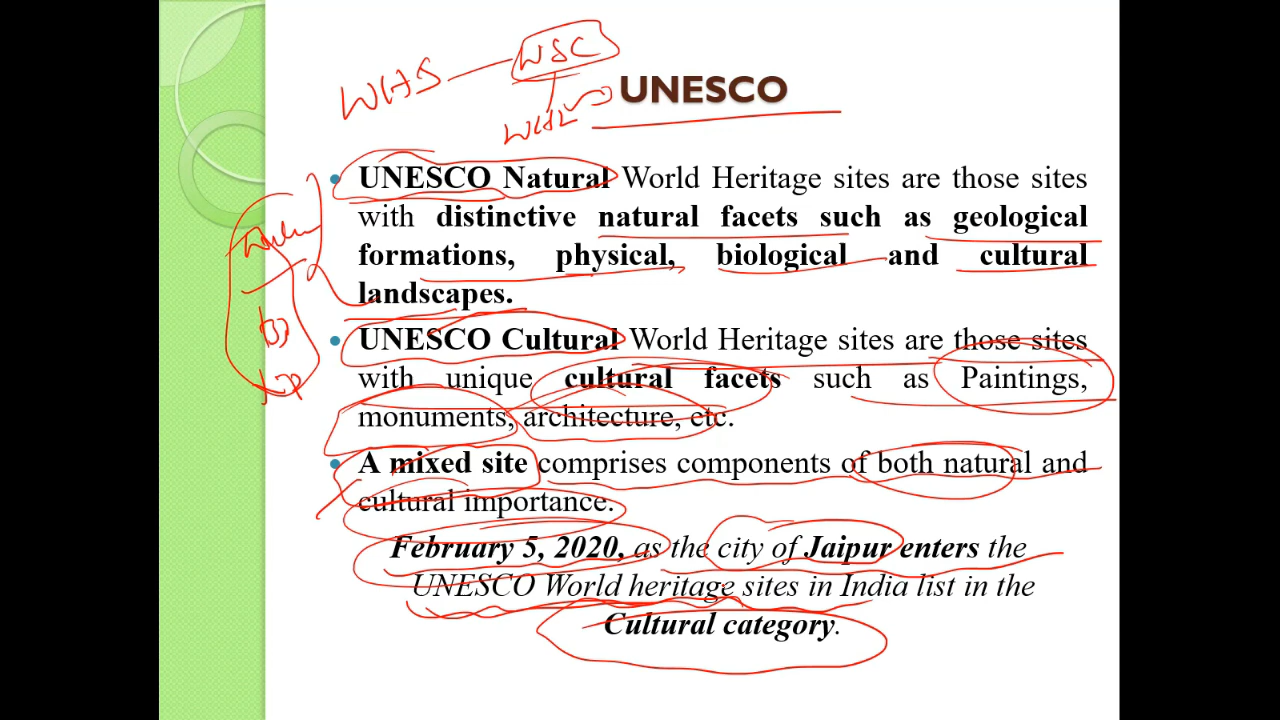 WHS
WSC
WHL
UNESCO
• UNESCO Natural World Heritage sites are those sites
with distinctive natural facets such as geological
formations, physical, biological and cultural
landscapes.
• UNESCO Cultural World Heritage sites are those sites
with unique cultural facets such as Paintings,
monuments, architecture, etc.
• A mixed site comprises components of both natural and
cultural importance.
February 5, 2020, as the city of Jaipur enters the
UNESCO World heritage sites in India list in the
Cultural category.